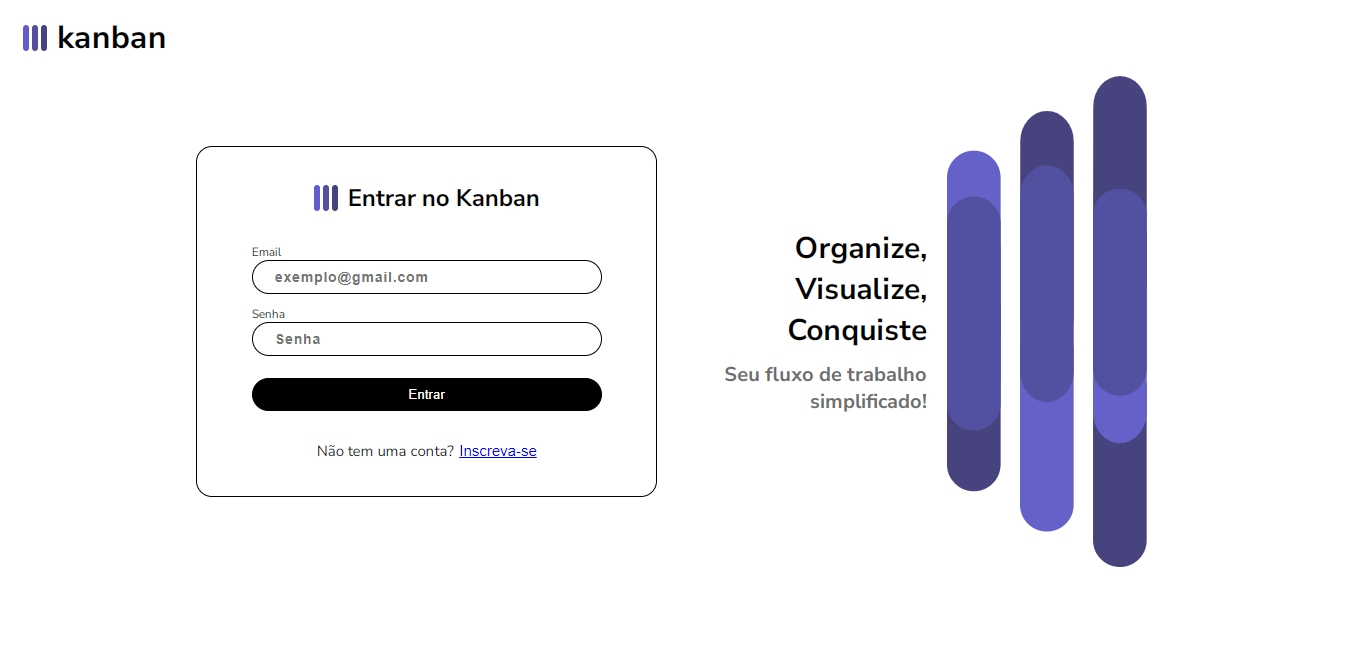 kanban
Entrar no Kanban
Email
exemplo@gmail.com
Senha
Senha
Entrar
Não tem uma conta? Inscreva-se
Organize,
Visualize,
Conquiste
Seu fluxo de trabalho
simplificado!